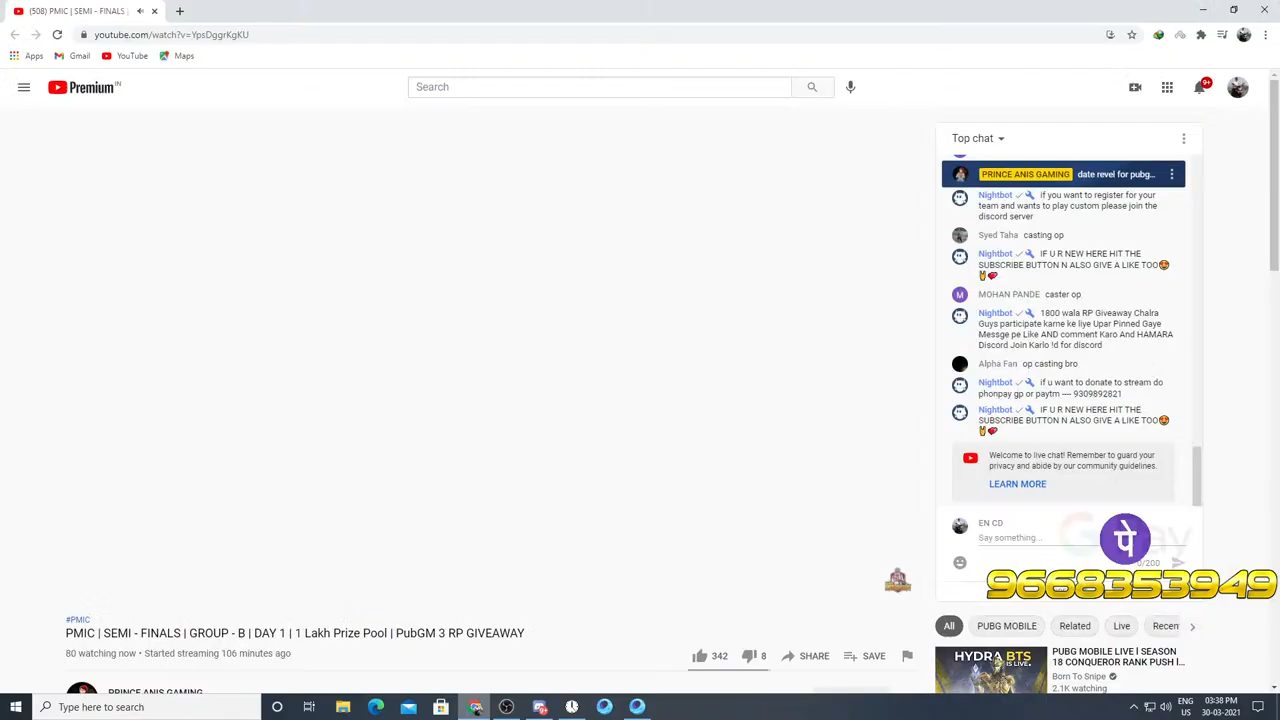 (508) PMIC | SEMI - FINALS |
youtube.com/watch?v=YpsDggrKgKU
Apps
Gmail
YouTube
Maps
Premium IN
Search
9+
Top chat
PRINCE ANIS GAMING date revel for pubg...
Nightbot if you want to register for your
team and wants to play custom please join the
discord server
Syed Taha casting op
Nightbot IF U R NEW HERE HIT THE
SUBSCRIBE BUTTON N ALSO GIVE A LIKE TOO
M
MOHAN PANDE caster op
Nightbot 1800 wala RP Giveaway Chalra
Guys participate karne ke liye Upar Pinned Gaye
Messge pe Like AND comment Karo And HAMARA
Discord Join Karlo !d for discord
Alpha Fan op casting bro
Nightbot if u want to donate to stream do
phonpay gp or paytm ---- 9309892821
Nightbot IF U R NEW HERE HIT THE
SUBSCRIBE BUTTON N ALSO GIVE A LIKE TOO
Welcome to live chat! Remember to guard your
privacy and abide by our community guidelines.
LEARN MORE
EN CD
Say something...
पे
0/200
9668353949
#PMIC
PMIC | SEMI - FINALS | GROUP - B | DAY 1 | 1 Lakh Prize Pool | PubGM 3 RP GIVEAWAY
80 watching now • Started streaming 106 minutes ago
342
8
SHARE
SAVE
PRINCE ANIS GAMING
All
PUBG MOBILE
Related
Live
Recen
HYDRA BTS
IS LIVE.
PUBG MOBILE LIVE l SEASON
18 CONQUEROR RANK PUSH l...
Born To Snipe
2.1K watching
Type here to search
ENG
US
03:38 PM
30-03-2021